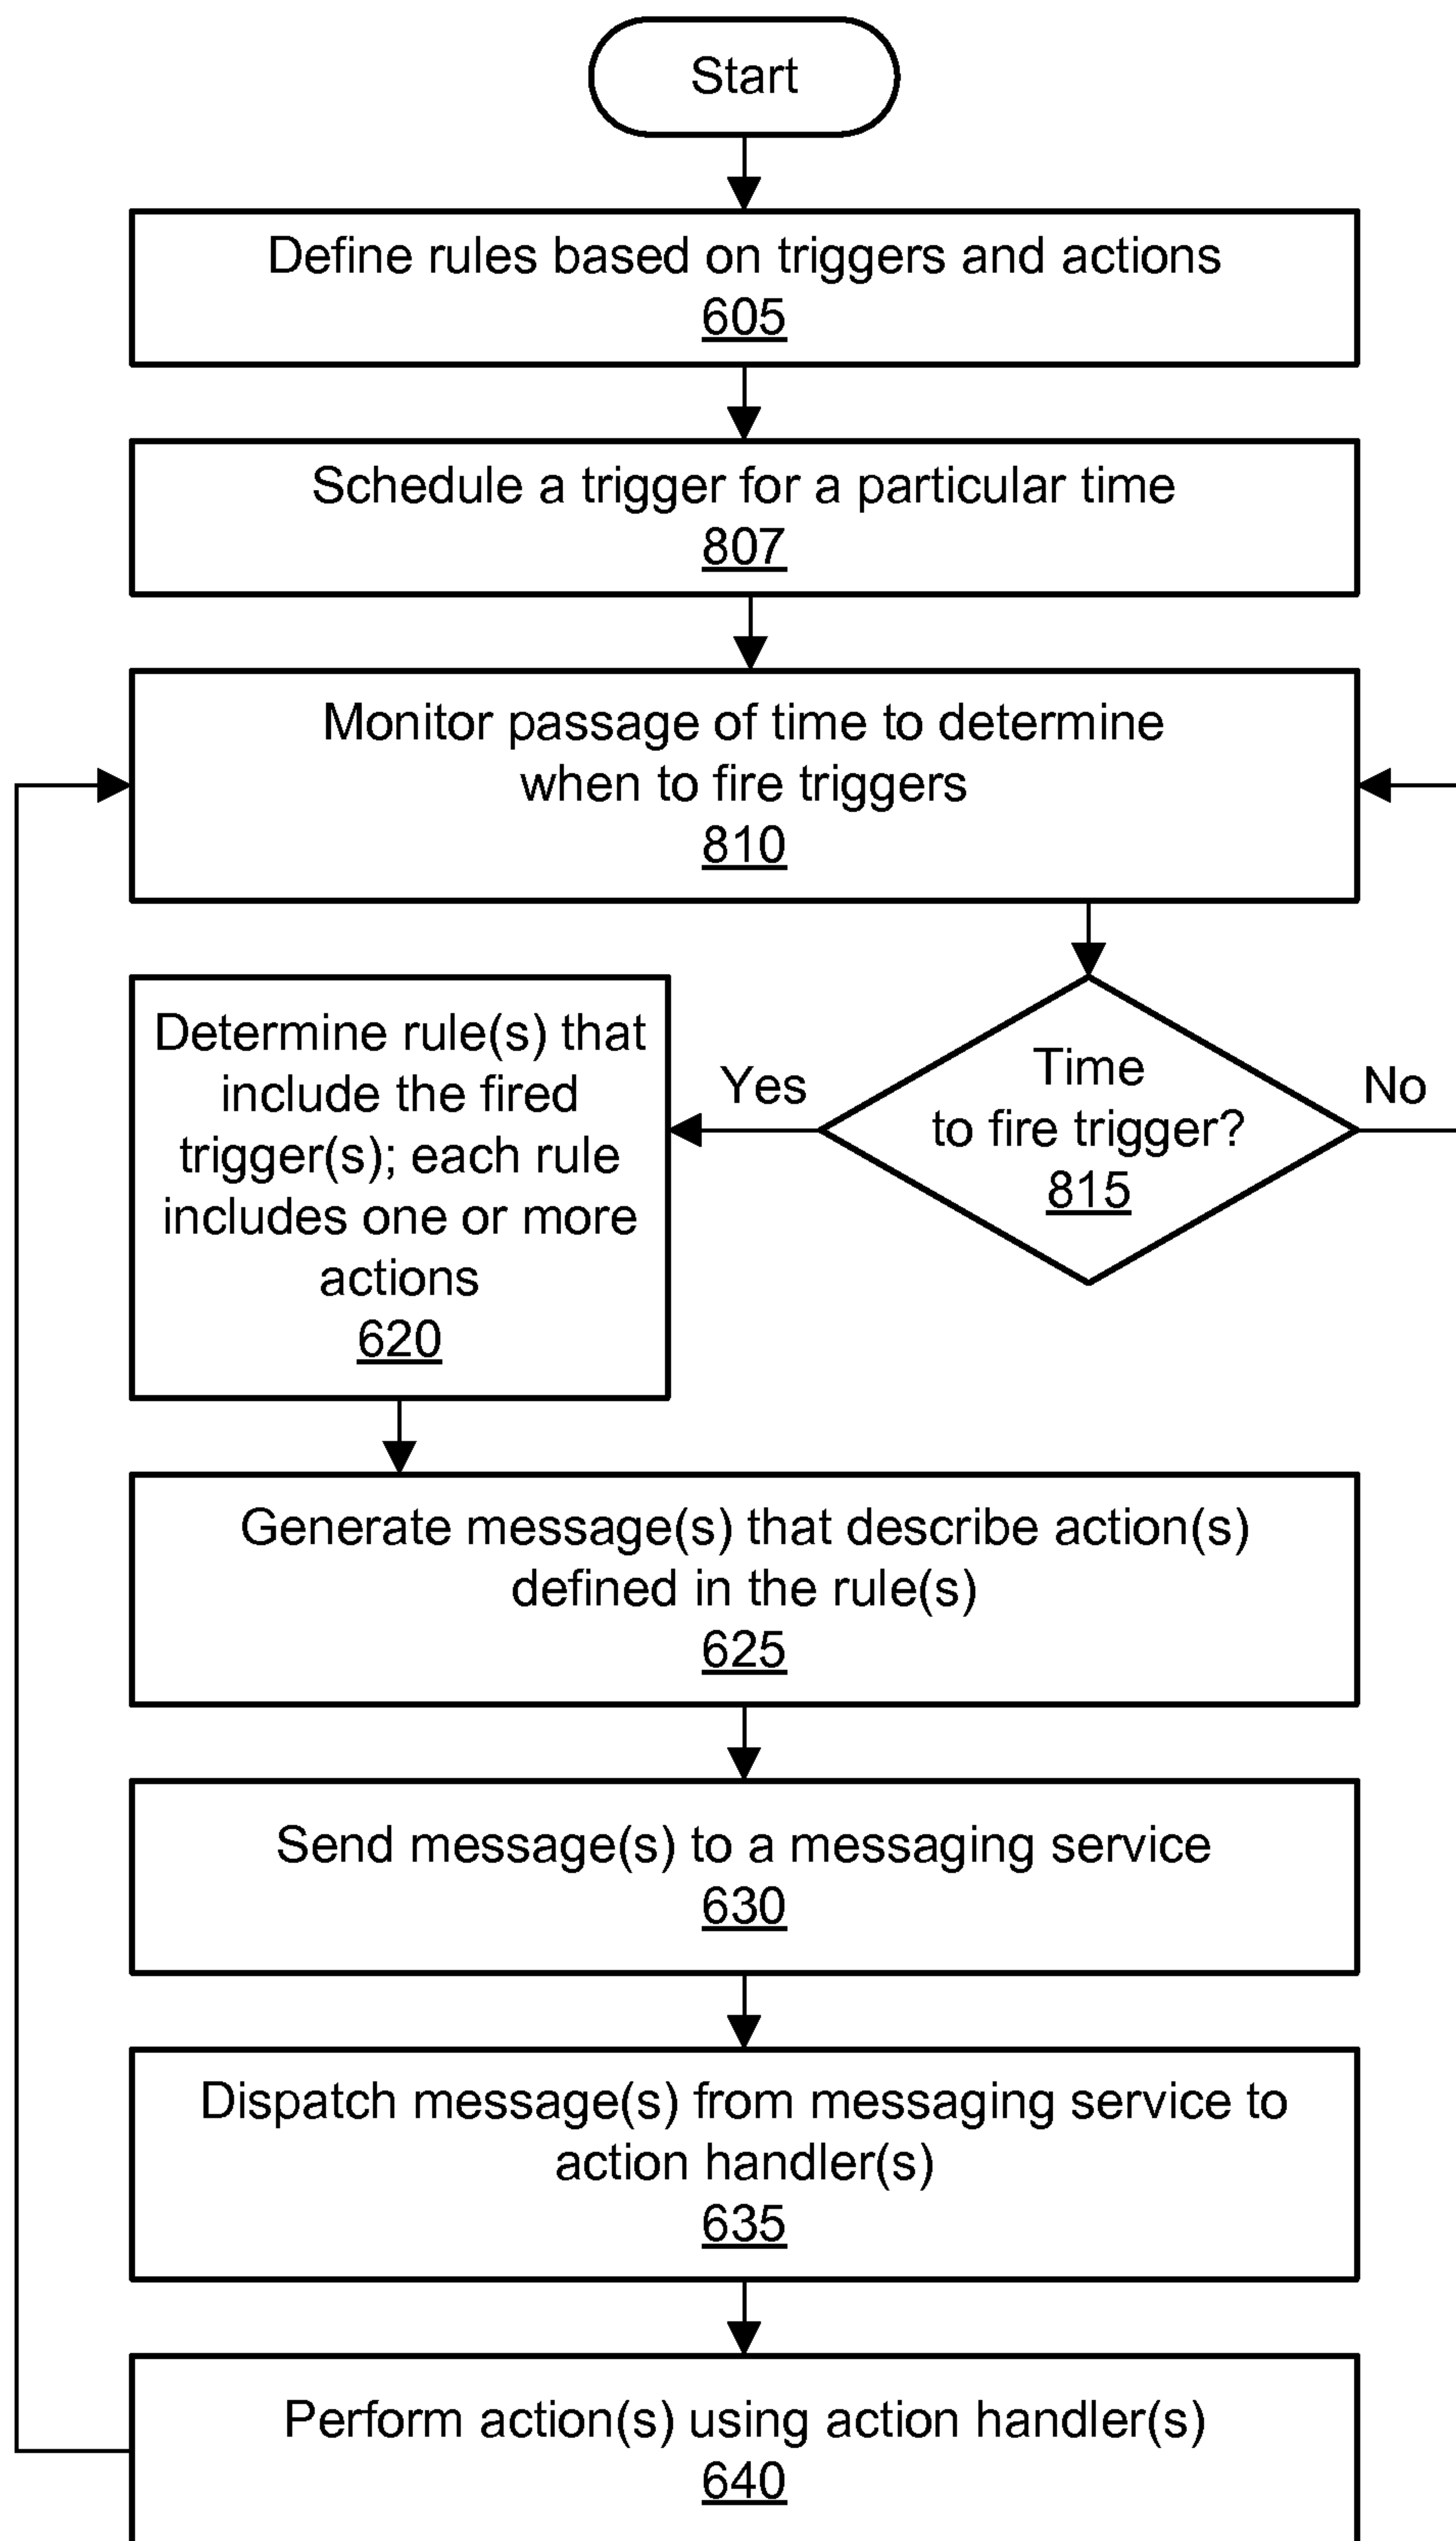 Start
Define rules based on triggers and actions
605
Schedule a trigger for a particular time
807
Monitor passage of time to determine
when to fire triggers
810
Determine rule(s) that
include the fired
trigger(s); each rule
includes one or more
actions
620
Yes
Time
to fire trigger?
815
No
Generate message(s) that describe action(s)
defined in the rule(s)
625
Send message(s) to a messaging service
630
Dispatch message(s) from messaging service to
action handler(s)
635
Perform action(s) using action handler(s)
640